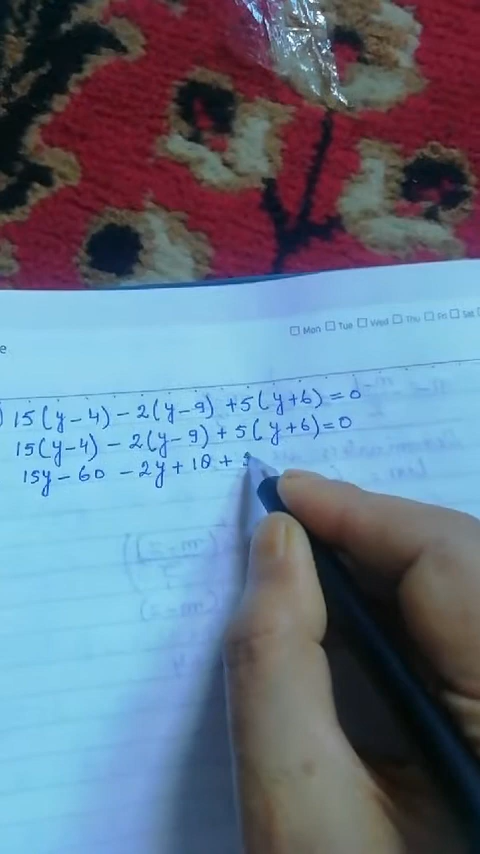 e
☐ Mon ☐ Tue ☐ Wed ☐ Thu ☐ Fri ☐ Sat
) 15(y-4) - 2(y-9) + 5(y+6) = 0
15(y-4) - 2(y-9) + 5(y+6) = 0
15y - 60 - 2y + 18 +